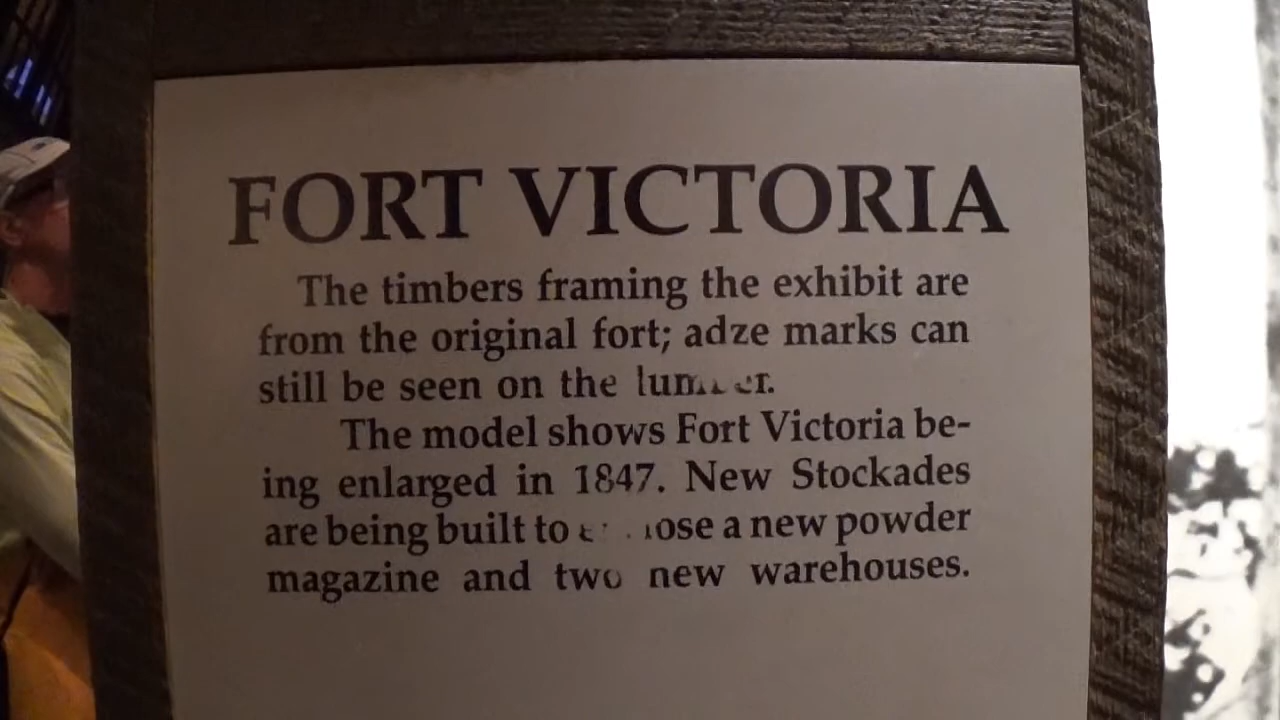 FORT VICTORIA
The timbers framing the exhibit are
from the original fort; adze marks can
still be seen on the lumber.
The model shows Fort Victoria be-
ing enlarged in 1847. New Stockades
are being built to enclose a new powder
magazine and two new warehouses.